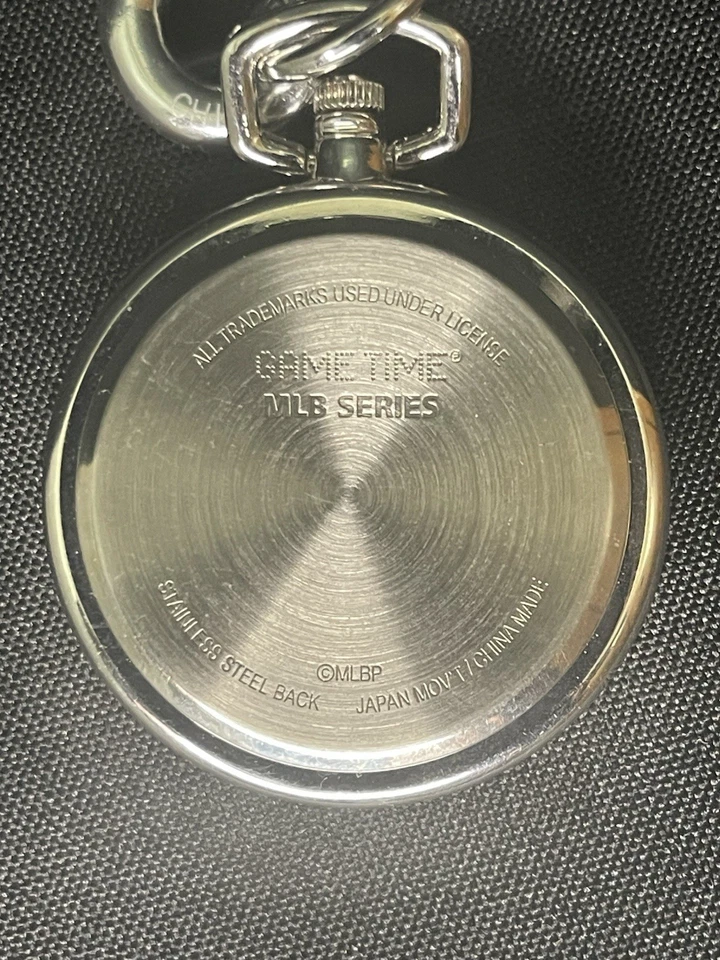 ALL TRADEMARKS USED UNDER LICENSE
GAME TIME®
MLB SERIES
©MLBP
STAINLESS STEEL BACK JAPAN MOV'T / CHINA MADE